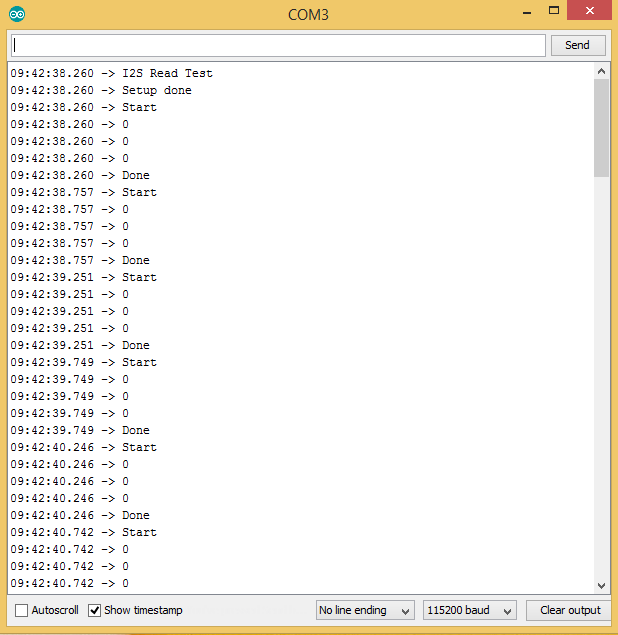 COM3
Send
09:42:38.260 -> I2S Read Test
09:42:38.260 -> Setup done
09:42:38.260 -> Start
09:42:38.260 -> 0
09:42:38.260 -> 0
09:42:38.260 -> 0
09:42:38.260 -> Done
09:42:38.757 -> Start
09:42:38.757 -> 0
09:42:38.757 -> 0
09:42:38.757 -> 0
09:42:38.757 -> Done
09:42:39.251 -> Start
09:42:39.251 -> 0
09:42:39.251 -> 0
09:42:39.251 -> 0
09:42:39.251 -> Done
09:42:39.749 -> Start
09:42:39.749 -> 0
09:42:39.749 -> 0
09:42:39.749 -> 0
09:42:39.749 -> Done
09:42:40.246 -> Start
09:42:40.246 -> 0
09:42:40.246 -> 0
09:42:40.246 -> 0
09:42:40.246 -> Done
09:42:40.742 -> Start
09:42:40.742 -> 0
09:42:40.742 -> 0
09:42:40.742 -> 0
Autoscroll Show timestamp No line ending 115200 baud Clear output